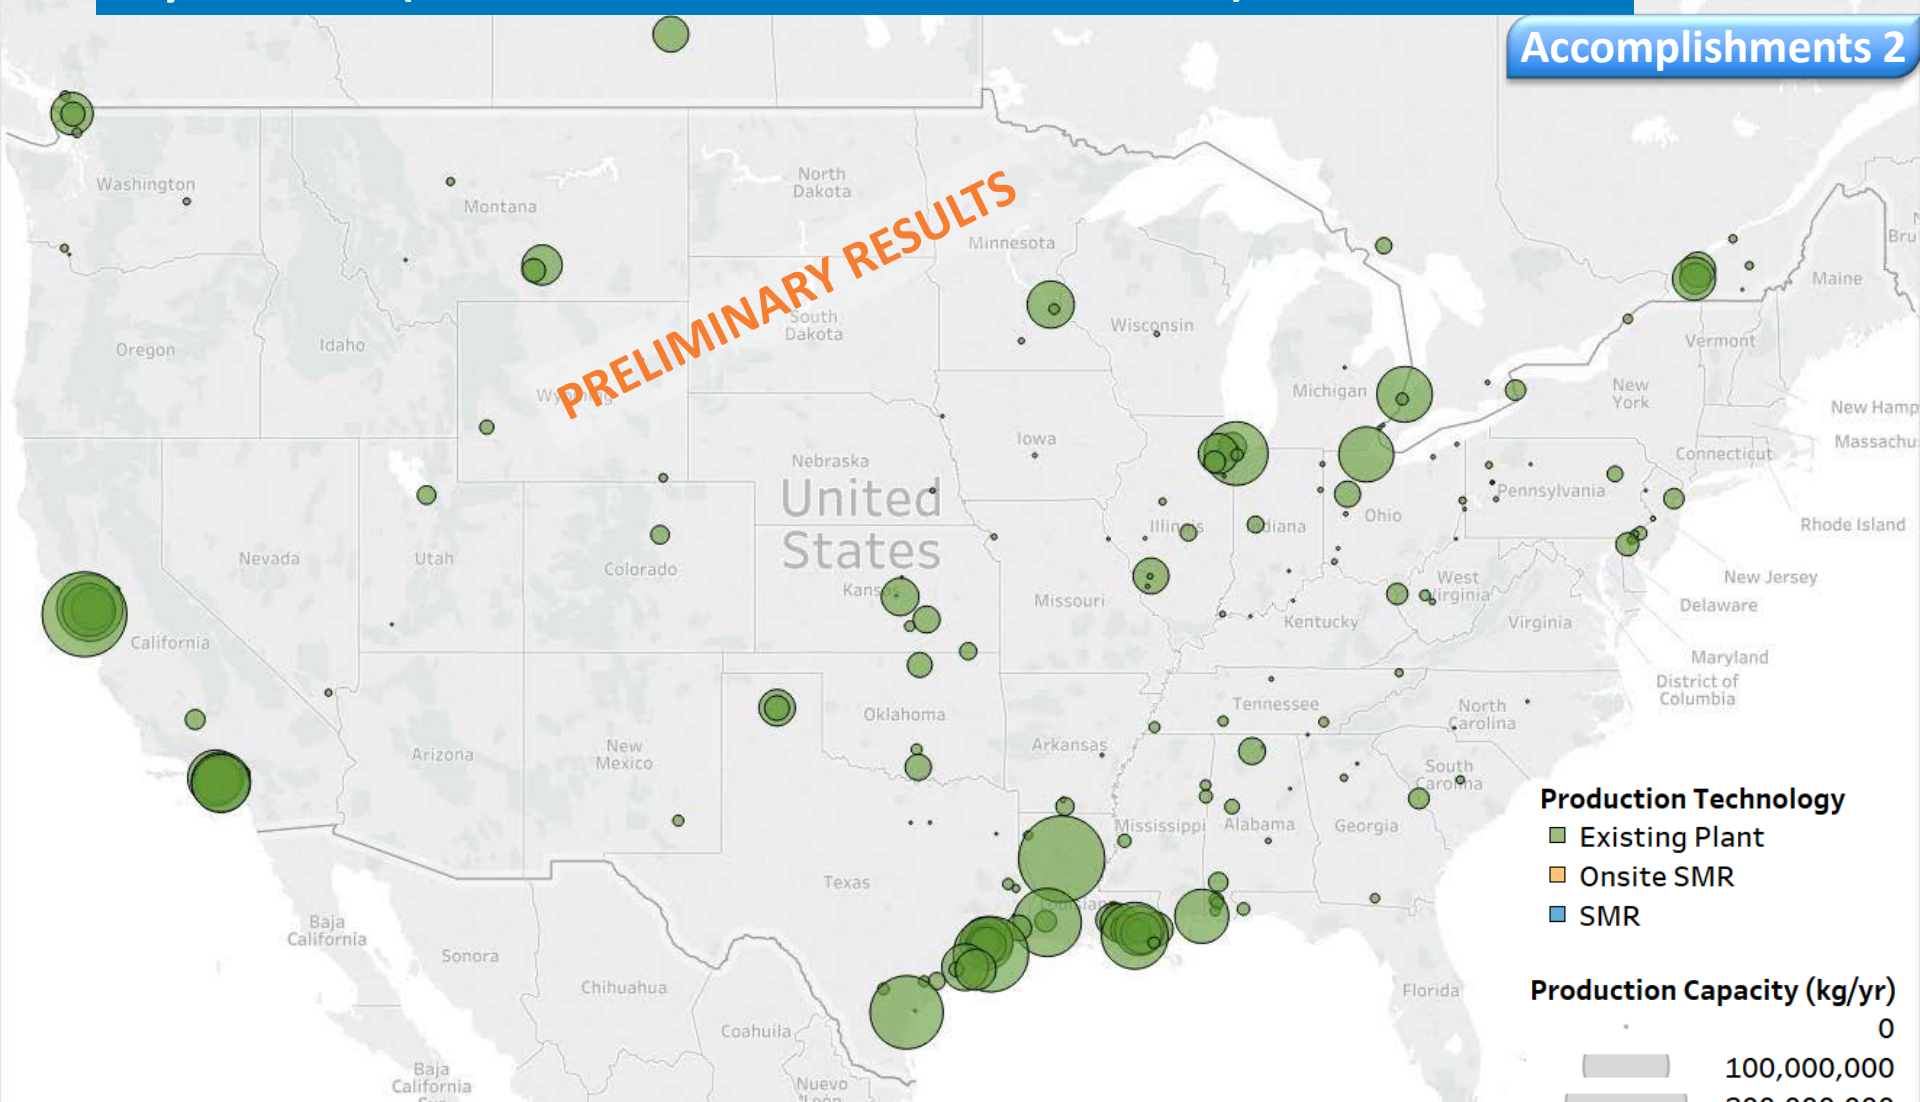 Accomplishments 2
PRELIMINARY RESULTS
Washington
Montana
North
Dakota
Minnesota
Maine
Oregon
Idaho
South
Dakota
Wisconsin
Vermont
Michigan
New
York
New Hamp
Massachu
Iowa
Nebraska
Connecticut
United
States
Pennsylvania
Ohio
Rhode Island
Nevada
Utah
Colorado
Kansas
Missouri
Illinois
West
Virginia
New Jersey
Delaware
Kentucky
Virginia
California
Maryland
District of
Columbia
Tennessee
North
Carolina
Oklahoma
Arizona
New
Mexico
Arkansas
South
Carolina
Mississippi
Alabama
Georgia
Texas
Production Technology
Existing Plant
Onsite SMR
SMR
Baja
California
Sonora
Chihuahua
Coahuila
Florida
Production Capacity (kg/yr)
0
100,000,000
Baja
California
Nuevo